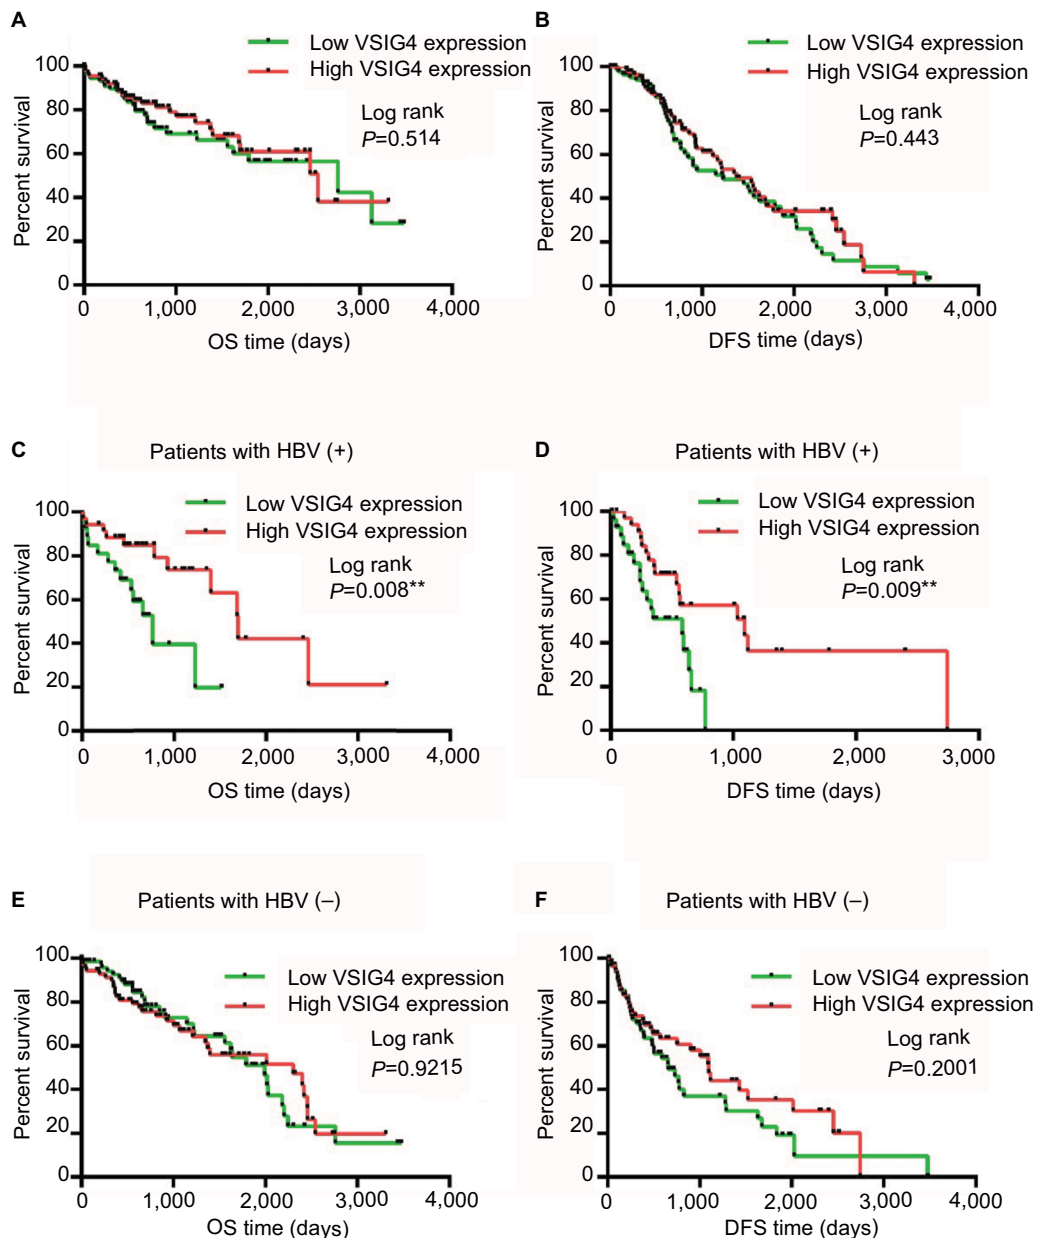 A
Low VSIG4 expression
High VSIG4 expression
Log rank
P=0.514
Percent survival
100
80
60
40
20
0
0 1,000 2,000 3,000 4,000
OS time (days)
B
Low VSIG4 expression
High VSIG4 expression
Log rank
P=0.443
Percent survival
100
80
60
40
20
0
0 1,000 2,000 3,000 4,000
DFS time (days)
C
Patients with HBV (+)
Low VSIG4 expression
High VSIG4 expression
Log rank
P=0.008**
Percent survival
100
80
60
40
20
0
0 1,000 2,000 3,000 4,000
OS time (days)
D
Patients with HBV (+)
Low VSIG4 expression
High VSIG4 expression
Log rank
P=0.009**
Percent survival
100
80
60
40
20
0
0 1,000 2,000 3,000
DFS time (days)
E
Patients with HBV (–)
Low VSIG4 expression
High VSIG4 expression
Log rank
P=0.9215
Percent survival
100
80
60
40
20
0
0 1,000 2,000 3,000 4,000
OS time (days)
F
Patients with HBV (–)
Low VSIG4 expression
High VSIG4 expression
Log rank
P=0.2001
Percent survival
100
80
60
40
20
0
0 1,000 2,000 3,000 4,000
DFS time (days)